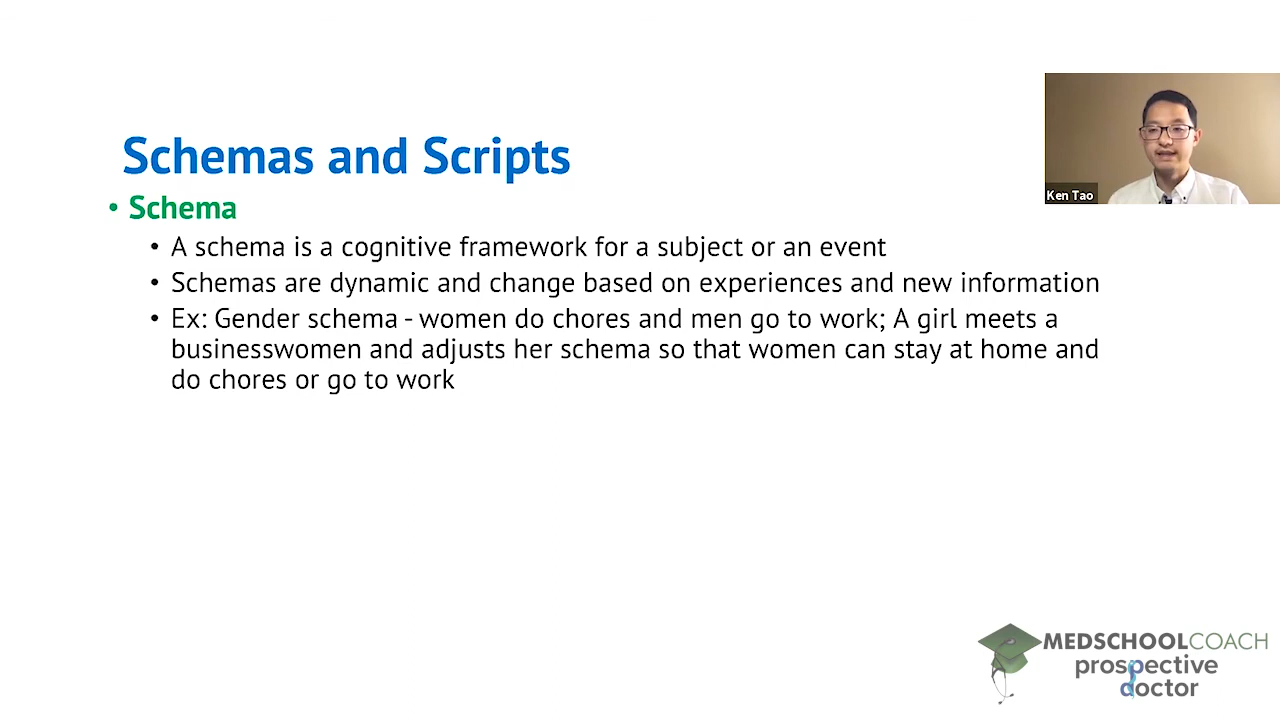 Schemas and Scripts
• Schema
• A schema is a cognitive framework for a subject or an event
• Schemas are dynamic and change based on experiences and new information
• Ex: Gender schema - women do chores and men go to work; A girl meets a
businesswomen and adjusts her schema so that women can stay at home and
do chores or go to work
Ken Tao
MEDSCHOOLCOACH
prospective
doctor